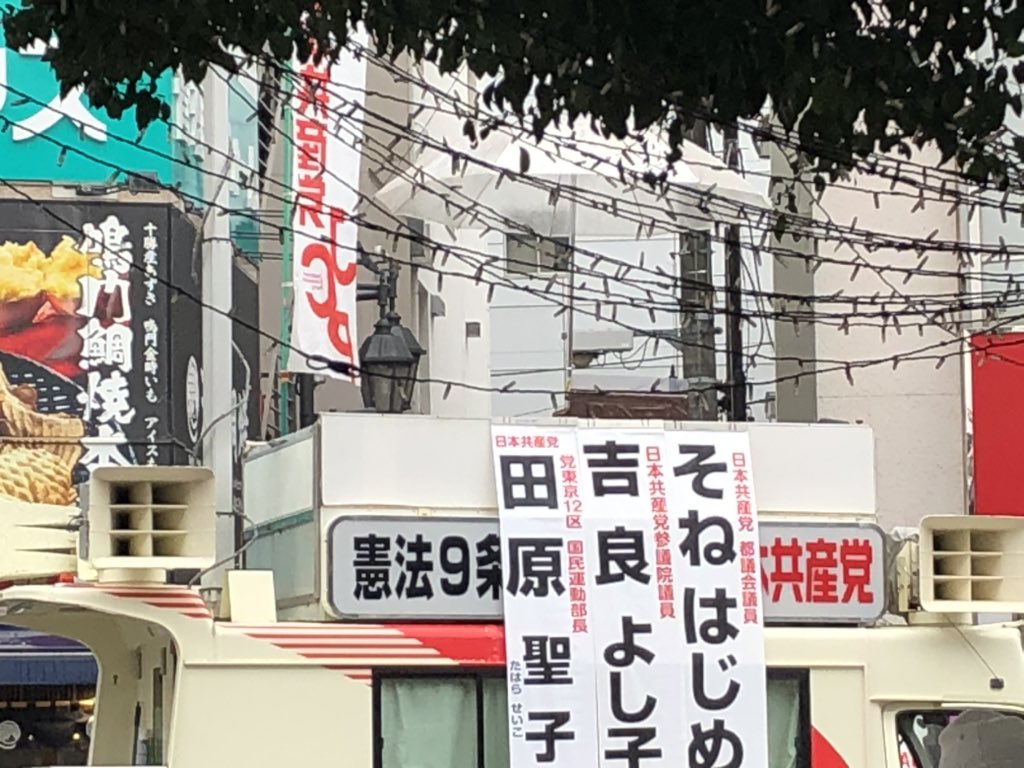 鳴門鯛焼本
十勝産あずき 鳴門金時いも アイス
共産
憲法9条
共産党
日本共産党 都議会議員
そねはじめ
日本共産党参議院議員
吉良よし子
日本共産党
党東京12区 国民運動部長
田原聖子
たはら せいこ